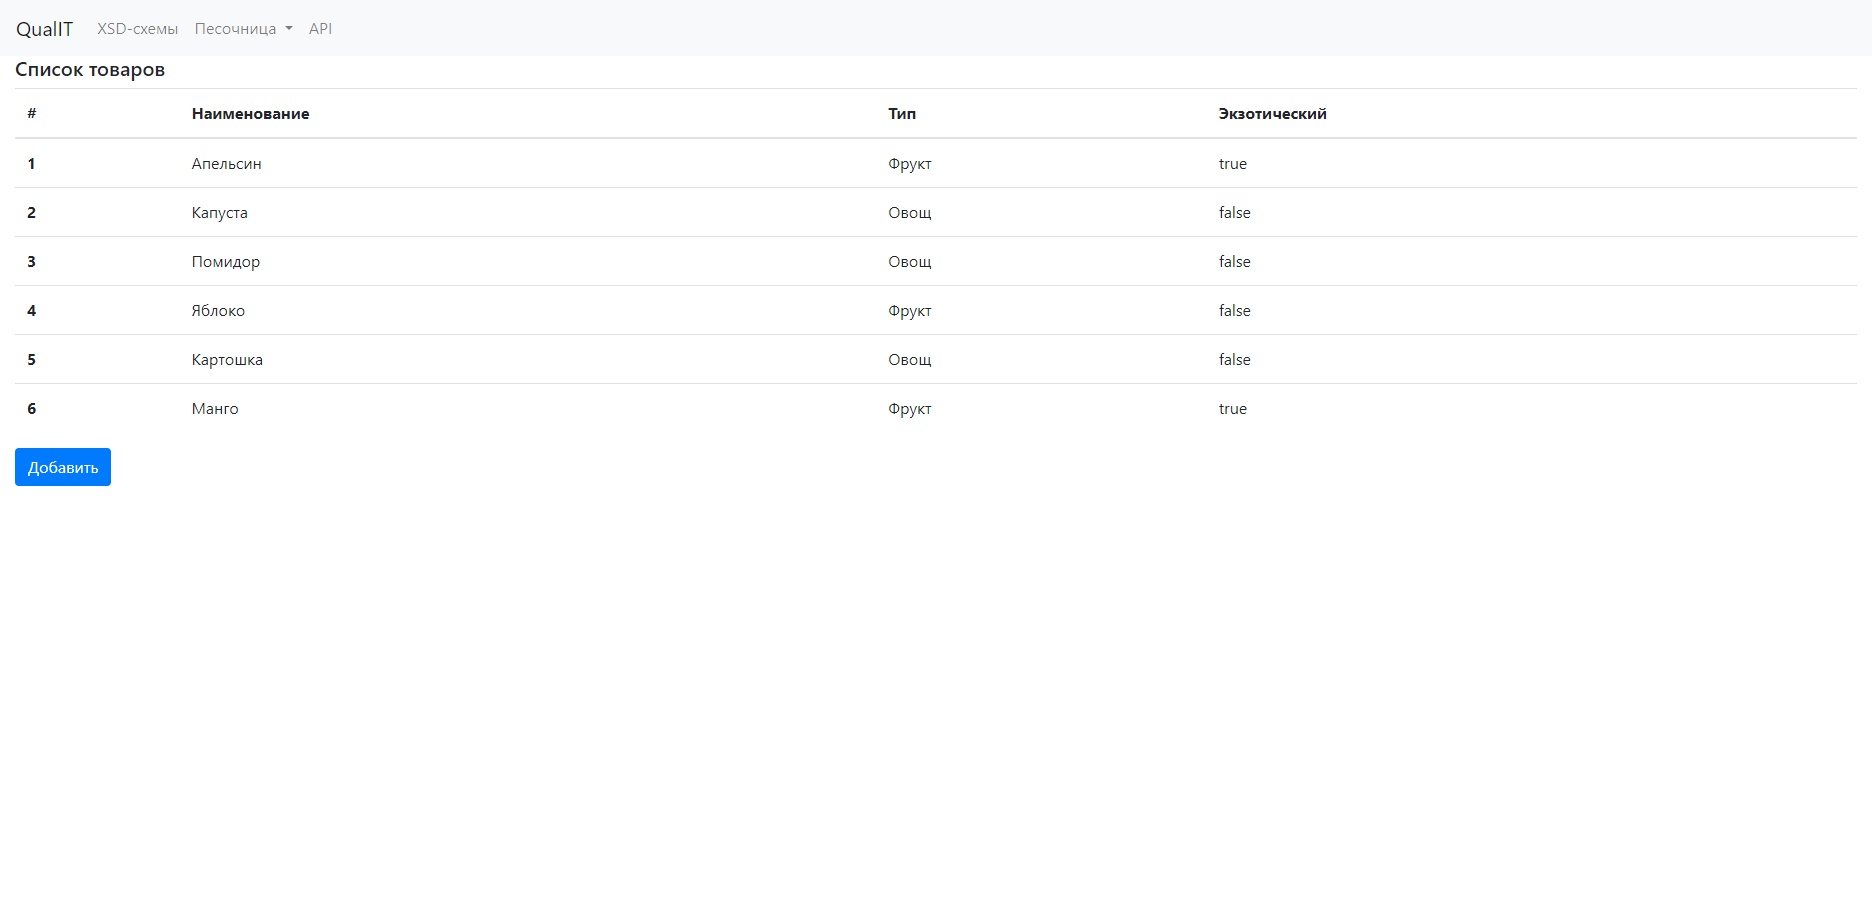 QualIT XSD-схемы Песочница API
Список товаров
# Наименование Тип Экзотический
1 Апельсин Фрукт true
2 Капуста Овощ false
3 Помидор Овощ false
4 Яблоко Фрукт false
5 Картошка Овощ false
6 Манго Фрукт true
Добавить